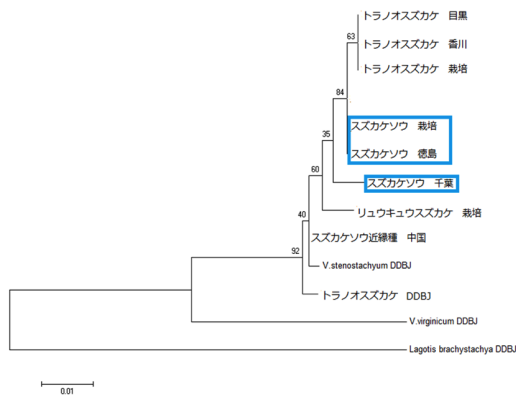 トラノオスズカケ 目黒
63
トラノオスズカケ 香川
トラノオスズカケ 栽培
84
スズカケソウ 栽培
35
スズカケソウ 徳島
60
スズカケソウ 千葉
リュウキュウスズカケ 栽培
40
スズカケソウ近縁種 中国
92
V.stenostachyum DDBJ
トラノオスズカケ DDBJ
V.virginicum DDBJ
Lagotis brachystachya DDBJ
0.01